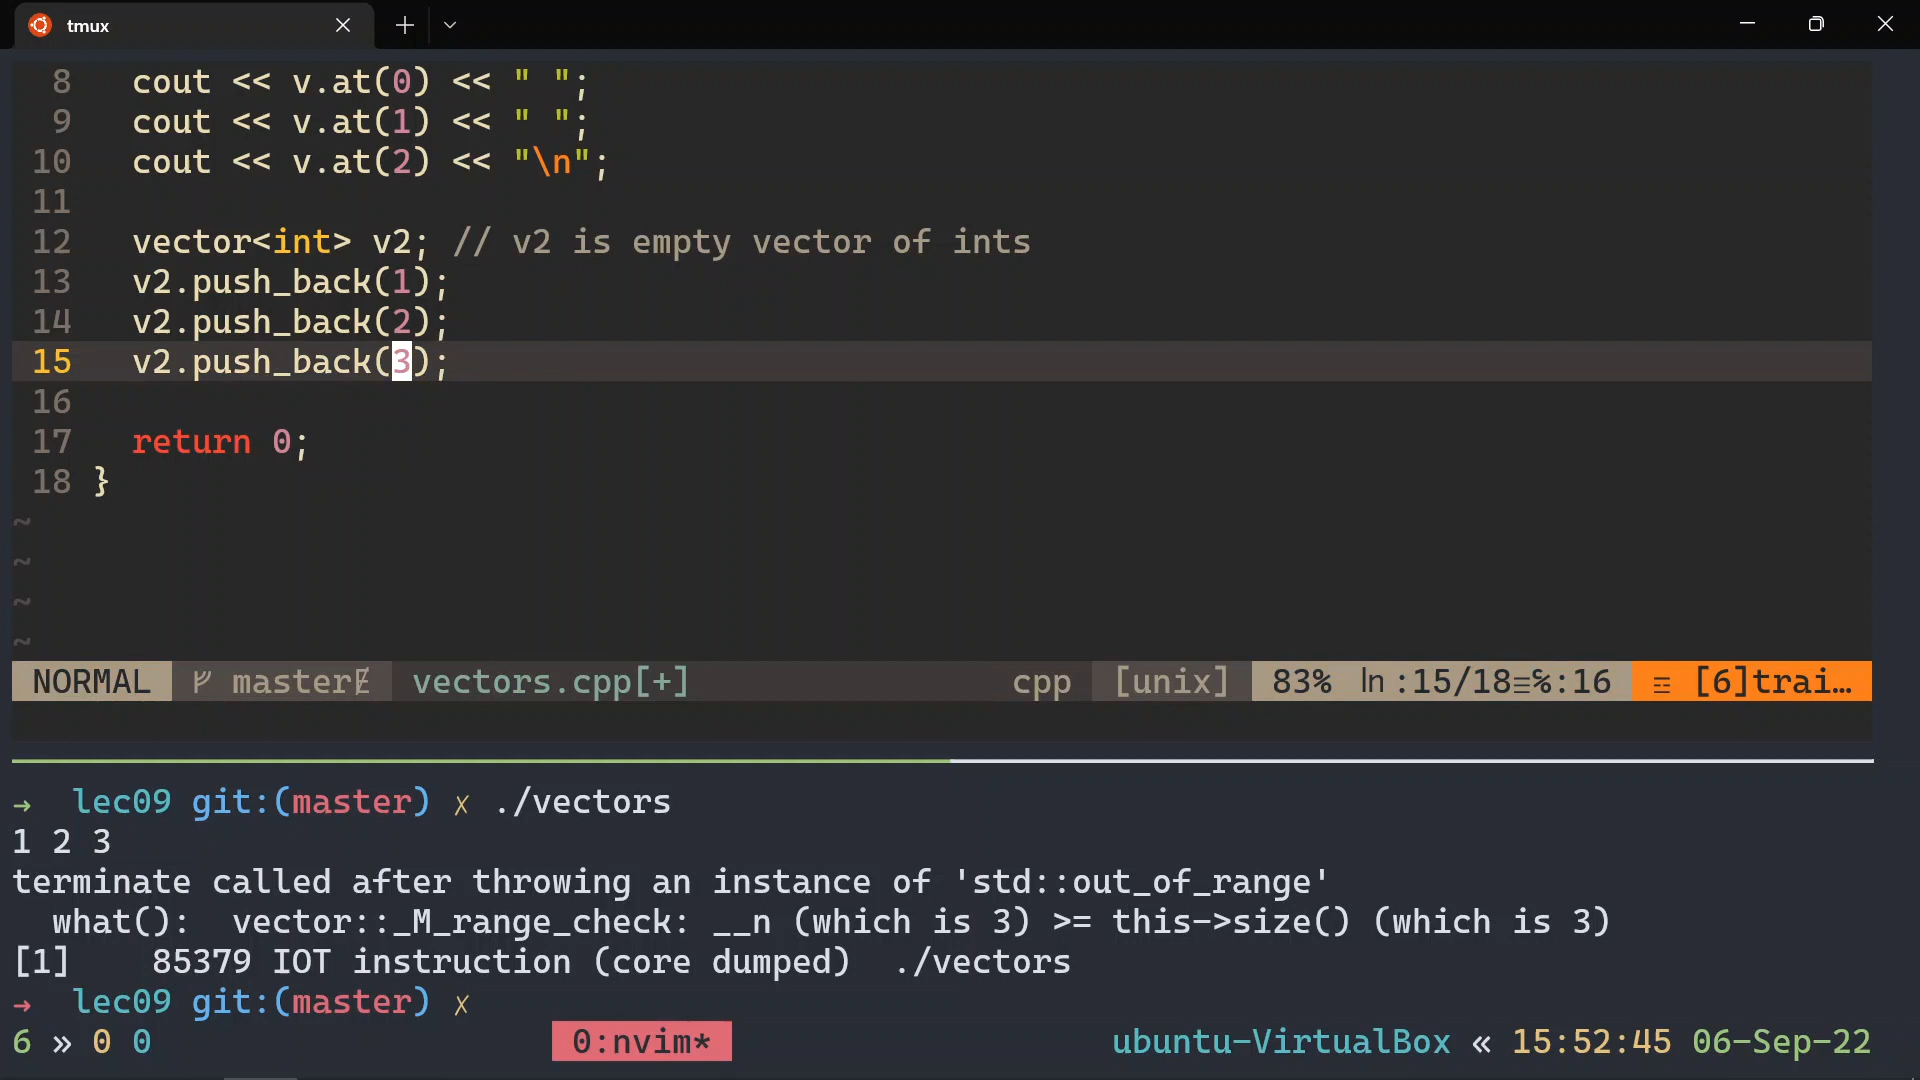 tmux
8 cout << v.at(0) << " ";
9 cout << v.at(1) << " ";
10 cout << v.at(2) << "\n";
11
12 vector<int> v2; // v2 is empty vector of ints
13 v2.push_back(1);
14 v2.push_back(2);
15 v2.push_back(3);
16
17 return 0;
18 }
~
~
~
~
NORMAL master vectors.cpp[+] cpp [unix] 83% ln :15/18≡%:16 ☲ [6]trai…
→ lec09 git:(master) ✗ ./vectors
1 2 3
terminate called after throwing an instance of 'std::out_of_range'
what(): vector::_M_range_check: __n (which is 3) >= this->size() (which is 3)
[1] 85379 IOT instruction (core dumped) ./vectors
→ lec09 git:(master) ✗
6 » 0 0 0:nvim* ubuntu-VirtualBox « 15:52:45 06-Sep-22